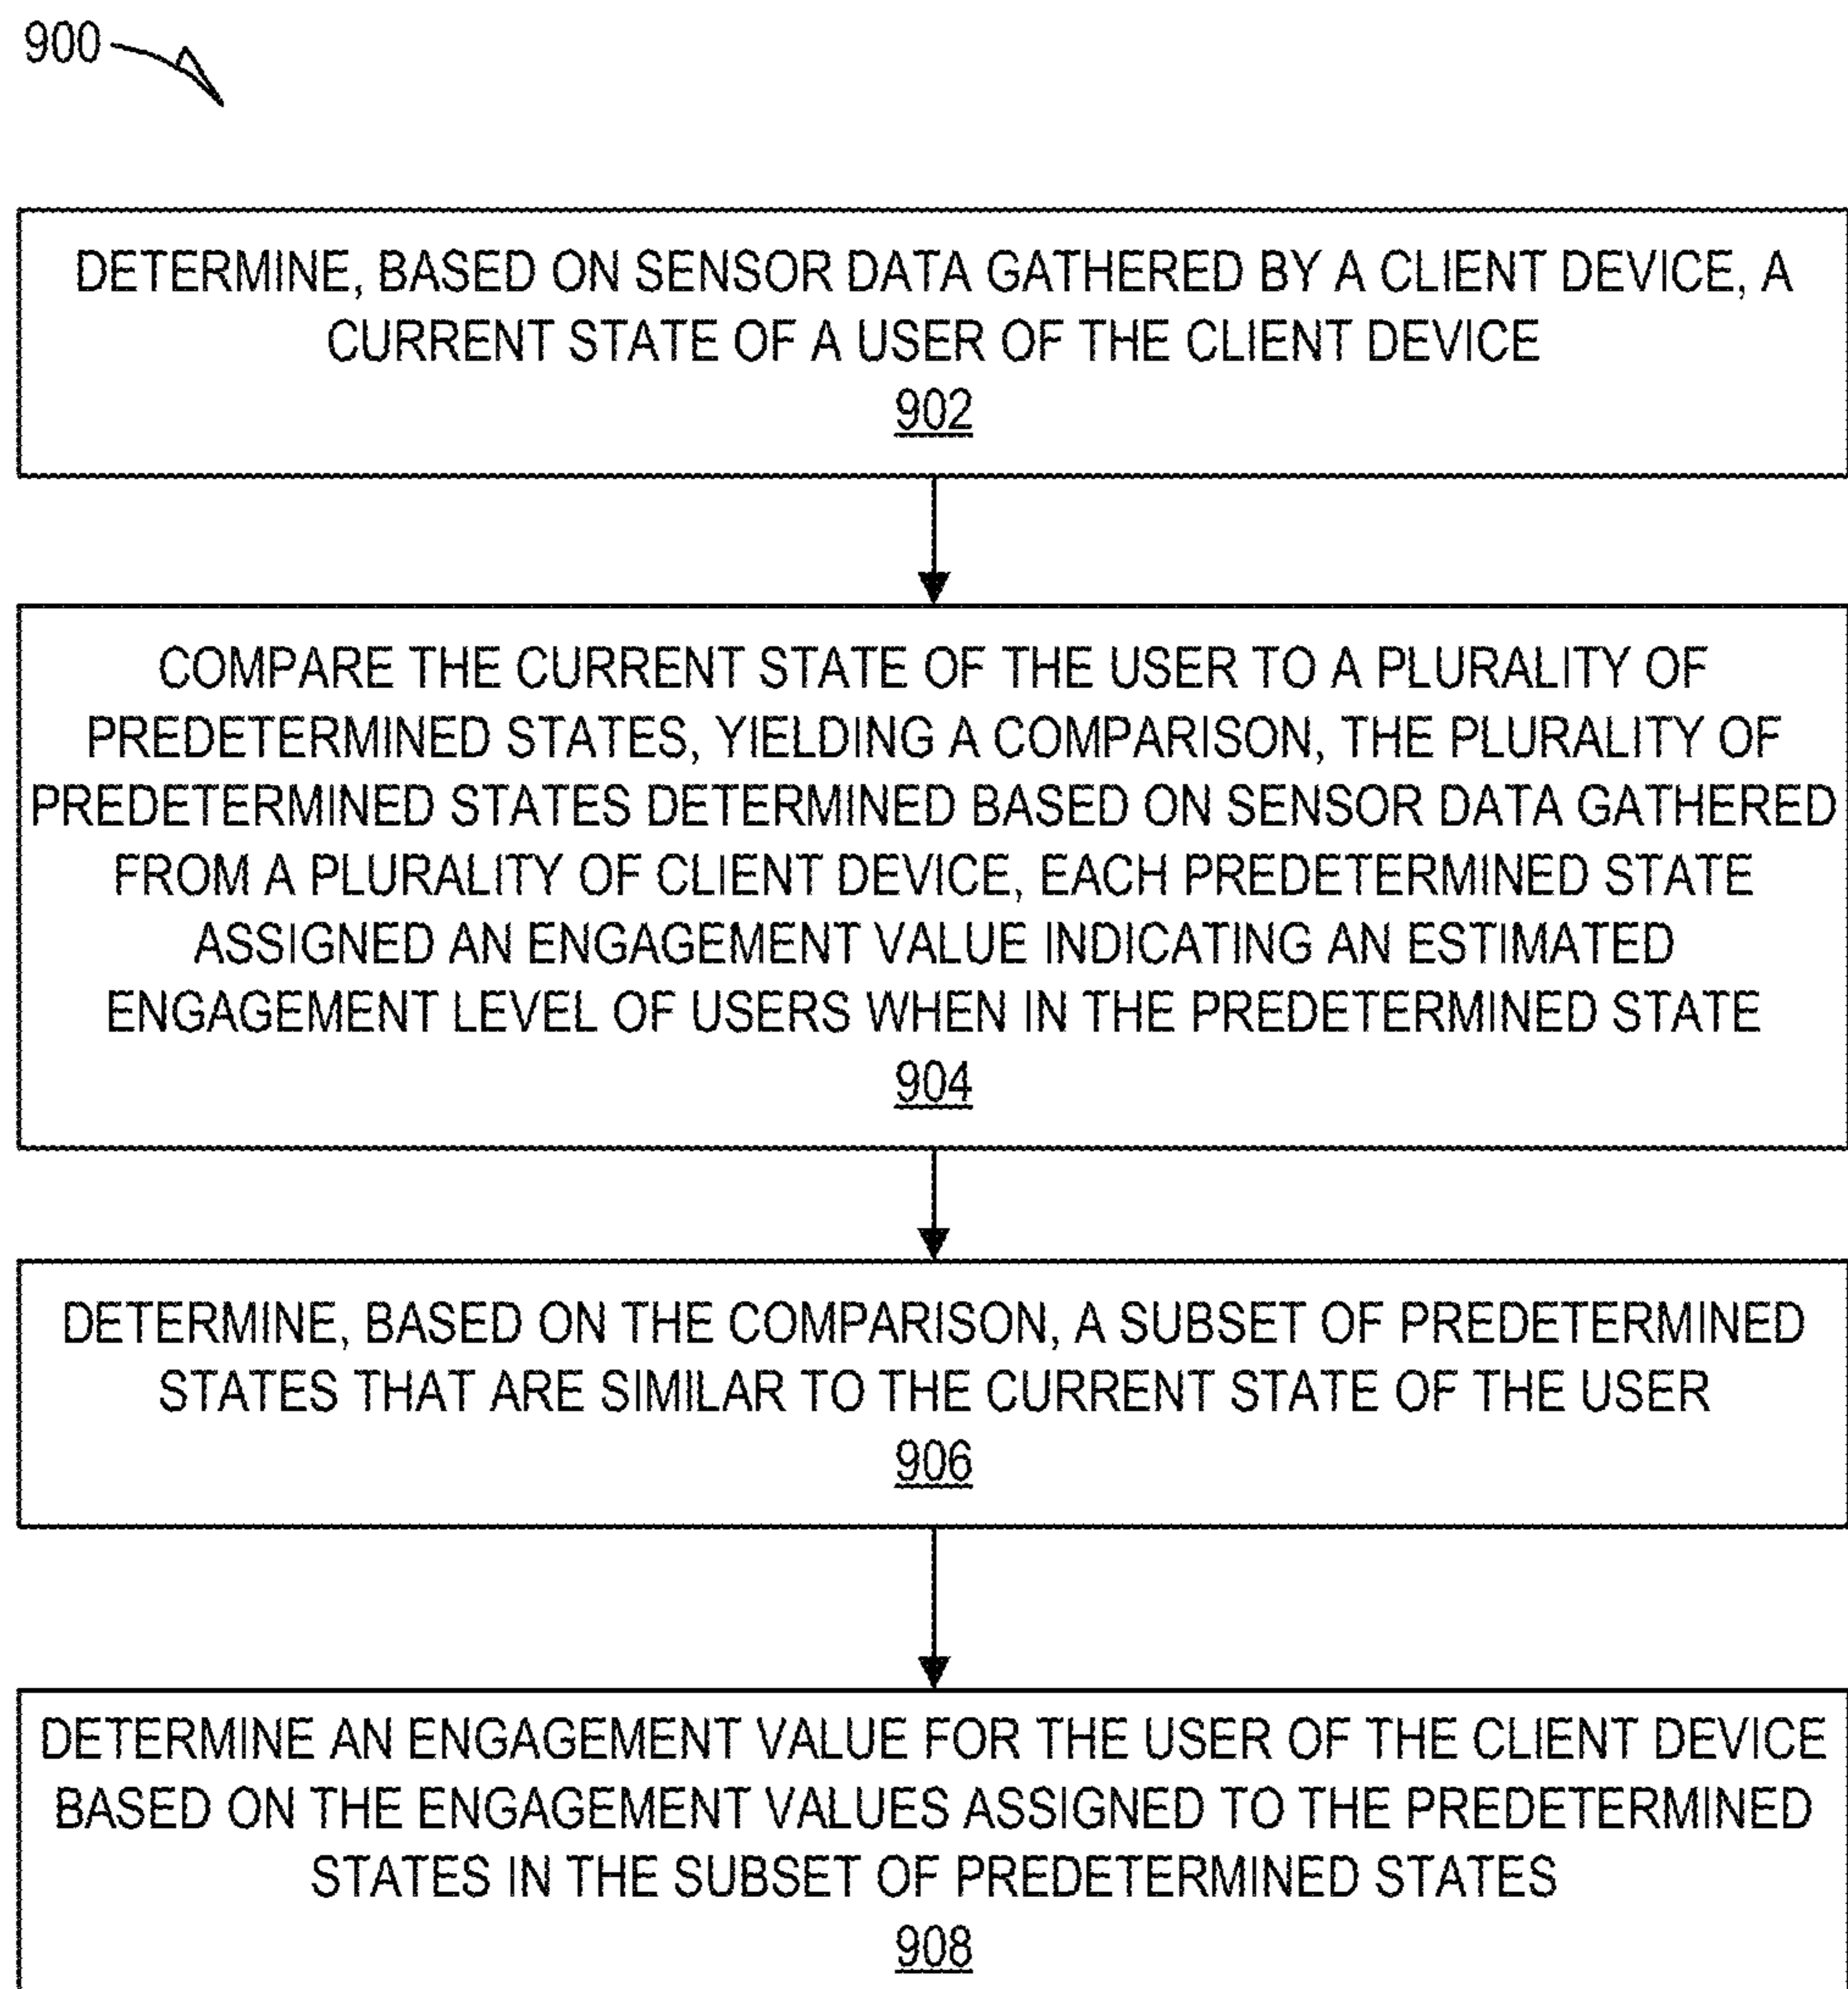 900
DETERMINE, BASED ON SENSOR DATA GATHERED BY A CLIENT DEVICE, A
CURRENT STATE OF A USER OF THE CLIENT DEVICE
902
COMPARE THE CURRENT STATE OF THE USER TO A PLURALITY OF
PREDETERMINED STATES, YIELDING A COMPARISON, THE PLURALITY OF
PREDETERMINED STATES DETERMINED BASED ON SENSOR DATA GATHERED
FROM A PLURALITY OF CLIENT DEVICE, EACH PREDETERMINED STATE
ASSIGNED AN ENGAGEMENT VALUE INDICATING AN ESTIMATED
ENGAGEMENT LEVEL OF USERS WHEN IN THE PREDETERMINED STATE
904
DETERMINE, BASED ON THE COMPARISON, A SUBSET OF PREDETERMINED
STATES THAT ARE SIMILAR TO THE CURRENT STATE OF THE USER
906
DETERMINE AN ENGAGEMENT VALUE FOR THE USER OF THE CLIENT DEVICE
BASED ON THE ENGAGEMENT VALUES ASSIGNED TO THE PREDETERMINED
STATES IN THE SUBSET OF PREDETERMINED STATES
908